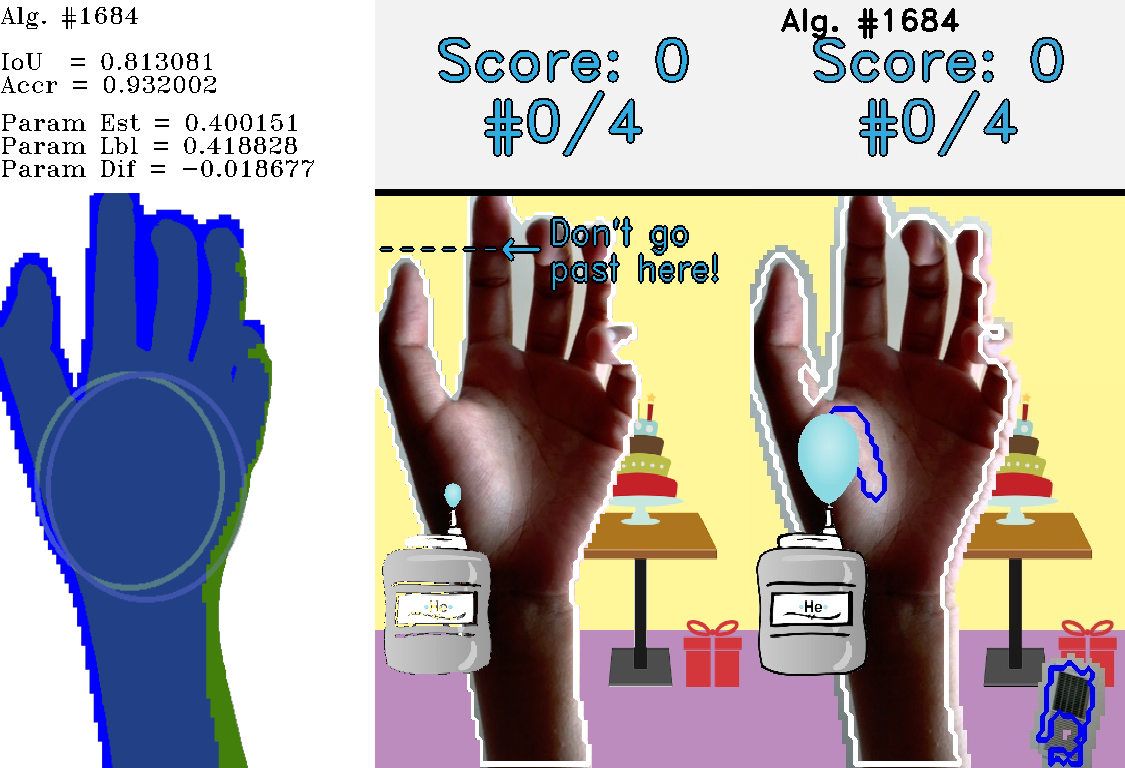 Alg. #1684
IoU = 0.813081
Accr = 0.932002
Param Est = 0.400151
Param Lbl = 0.418828
Param Dif = −0.018677
Score: 0
#0/4
Don't go
past here!
He
Alg. #1684
Score: 0
#0/4
He